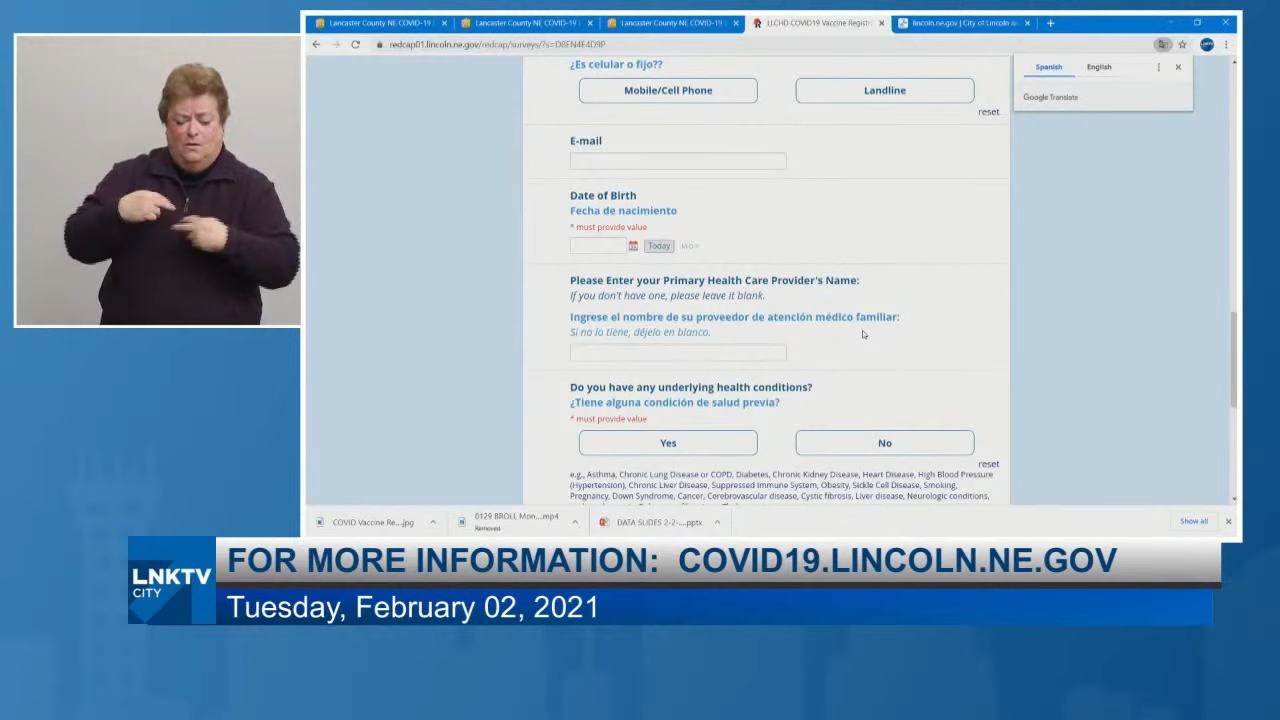 Lancaster County NE COVID-19
Lancaster County NE COVID-19
Lancaster County NE COVID-19
LLCHD COVID19 Vaccine Registr
lincoln.ne.gov | City of Lincoln
redcap01.lincoln.ne.gov/redcap/surveys/?s=D8EN4E4D9P
¿Es celular o fijo??
Spanish English
Google Translate
Mobile/Cell Phone Landline
reset
E-mail
Date of Birth
Fecha de nacimiento
* must provide value
Today M-D-Y
Please Enter your Primary Health Care Provider's Name:
If you don't have one, please leave it blank.
Ingrese el nombre de su proveedor de atención médico familiar:
Si no lo tiene, déjelo en blanco.
Do you have any underlying health conditions?
¿Tiene alguna condición de salud previa?
* must provide value
Yes No
reset
e.g., Asthma, Chronic Lung Disease or COPD, Diabetes, Chronic Kidney Disease, Heart Disease, High Blood Pressure
(Hypertension), Chronic Liver Disease, Suppressed Immune System, Obesity, Sickle Cell Disease, Smoking,
Pregnancy, Down Syndrome, Cancer, Cerebrovascular disease, Cystic fibrosis, Liver disease, Neurologic conditions,
COVID Vaccine Re....jpg
0129 BROLL Mon....mp4
Removed
DATA SLIDES 2-2-....pptx
Show all
LNKTV
CITY
FOR MORE INFORMATION: COVID19.LINCOLN.NE.GOV
Tuesday, February 02, 2021